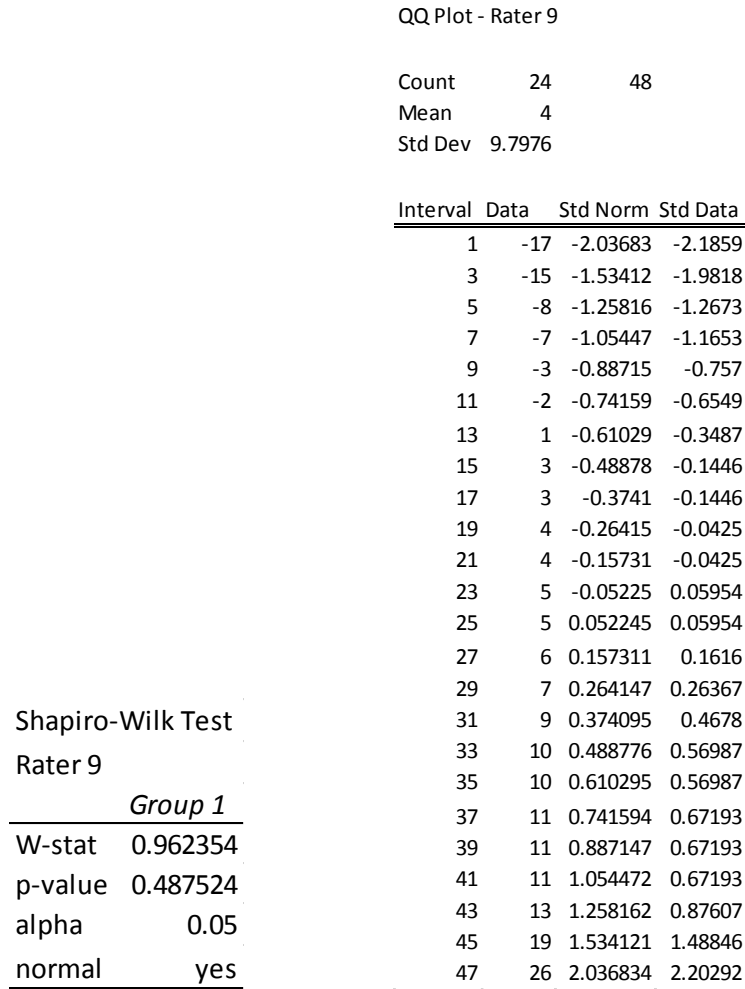 QQ Plot - Rater 9
Count 24 48
Mean 4
Std Dev 9.7976
Interval Data Std Norm Std Data
1 -17 -2.03683 -2.1859
3 -15 -1.53412 -1.9818
5 -8 -1.25816 -1.2673
7 -7 -1.05447 -1.1653
9 -3 -0.88715 -0.757
11 -2 -0.74159 -0.6549
13 1 -0.61029 -0.3487
15 3 -0.48878 -0.1446
17 3 -0.3741 -0.1446
19 4 -0.26415 -0.0425
21 4 -0.15731 -0.0425
23 5 -0.05225 0.05954
25 5 0.052245 0.05954
27 6 0.157311 0.1616
29 7 0.264147 0.26367
31 9 0.374095 0.4678
33 10 0.488776 0.56987
35 10 0.610295 0.56987
37 11 0.741594 0.67193
39 11 0.887147 0.67193
41 11 1.054472 0.67193
43 13 1.258162 0.87607
45 19 1.534121 1.48846
47 26 2.036834 2.20292
Shapiro-Wilk Test
Rater 9
Group 1
W-stat 0.962354
p-value 0.487524
alpha 0.05
normal yes